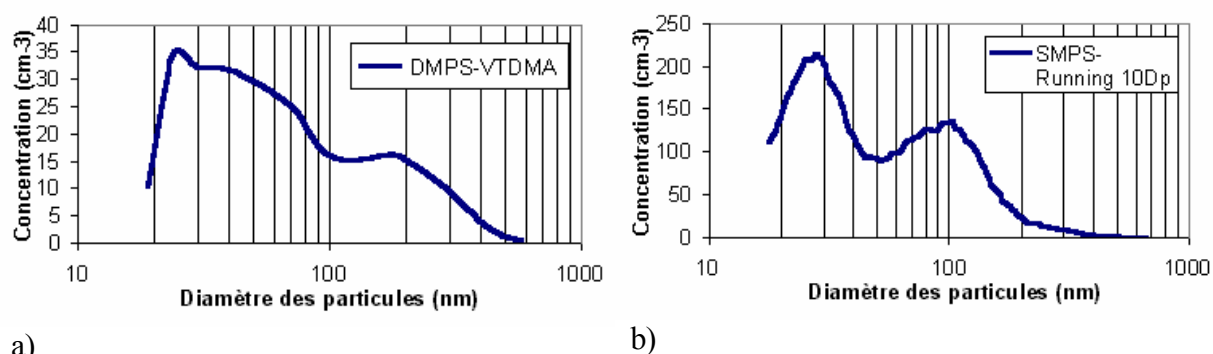 40
35
30
25
20
15
10
5
0
Concentration (cm-3)
DMPS-VTDMA
10
100
1000
Diamètre des particules (nm)
a)
250
200
150
100
50
0
Concentration (cm-3)
SMPS-
Running 10Dp
10
100
1000
Diamètre des particules (nm)
b)